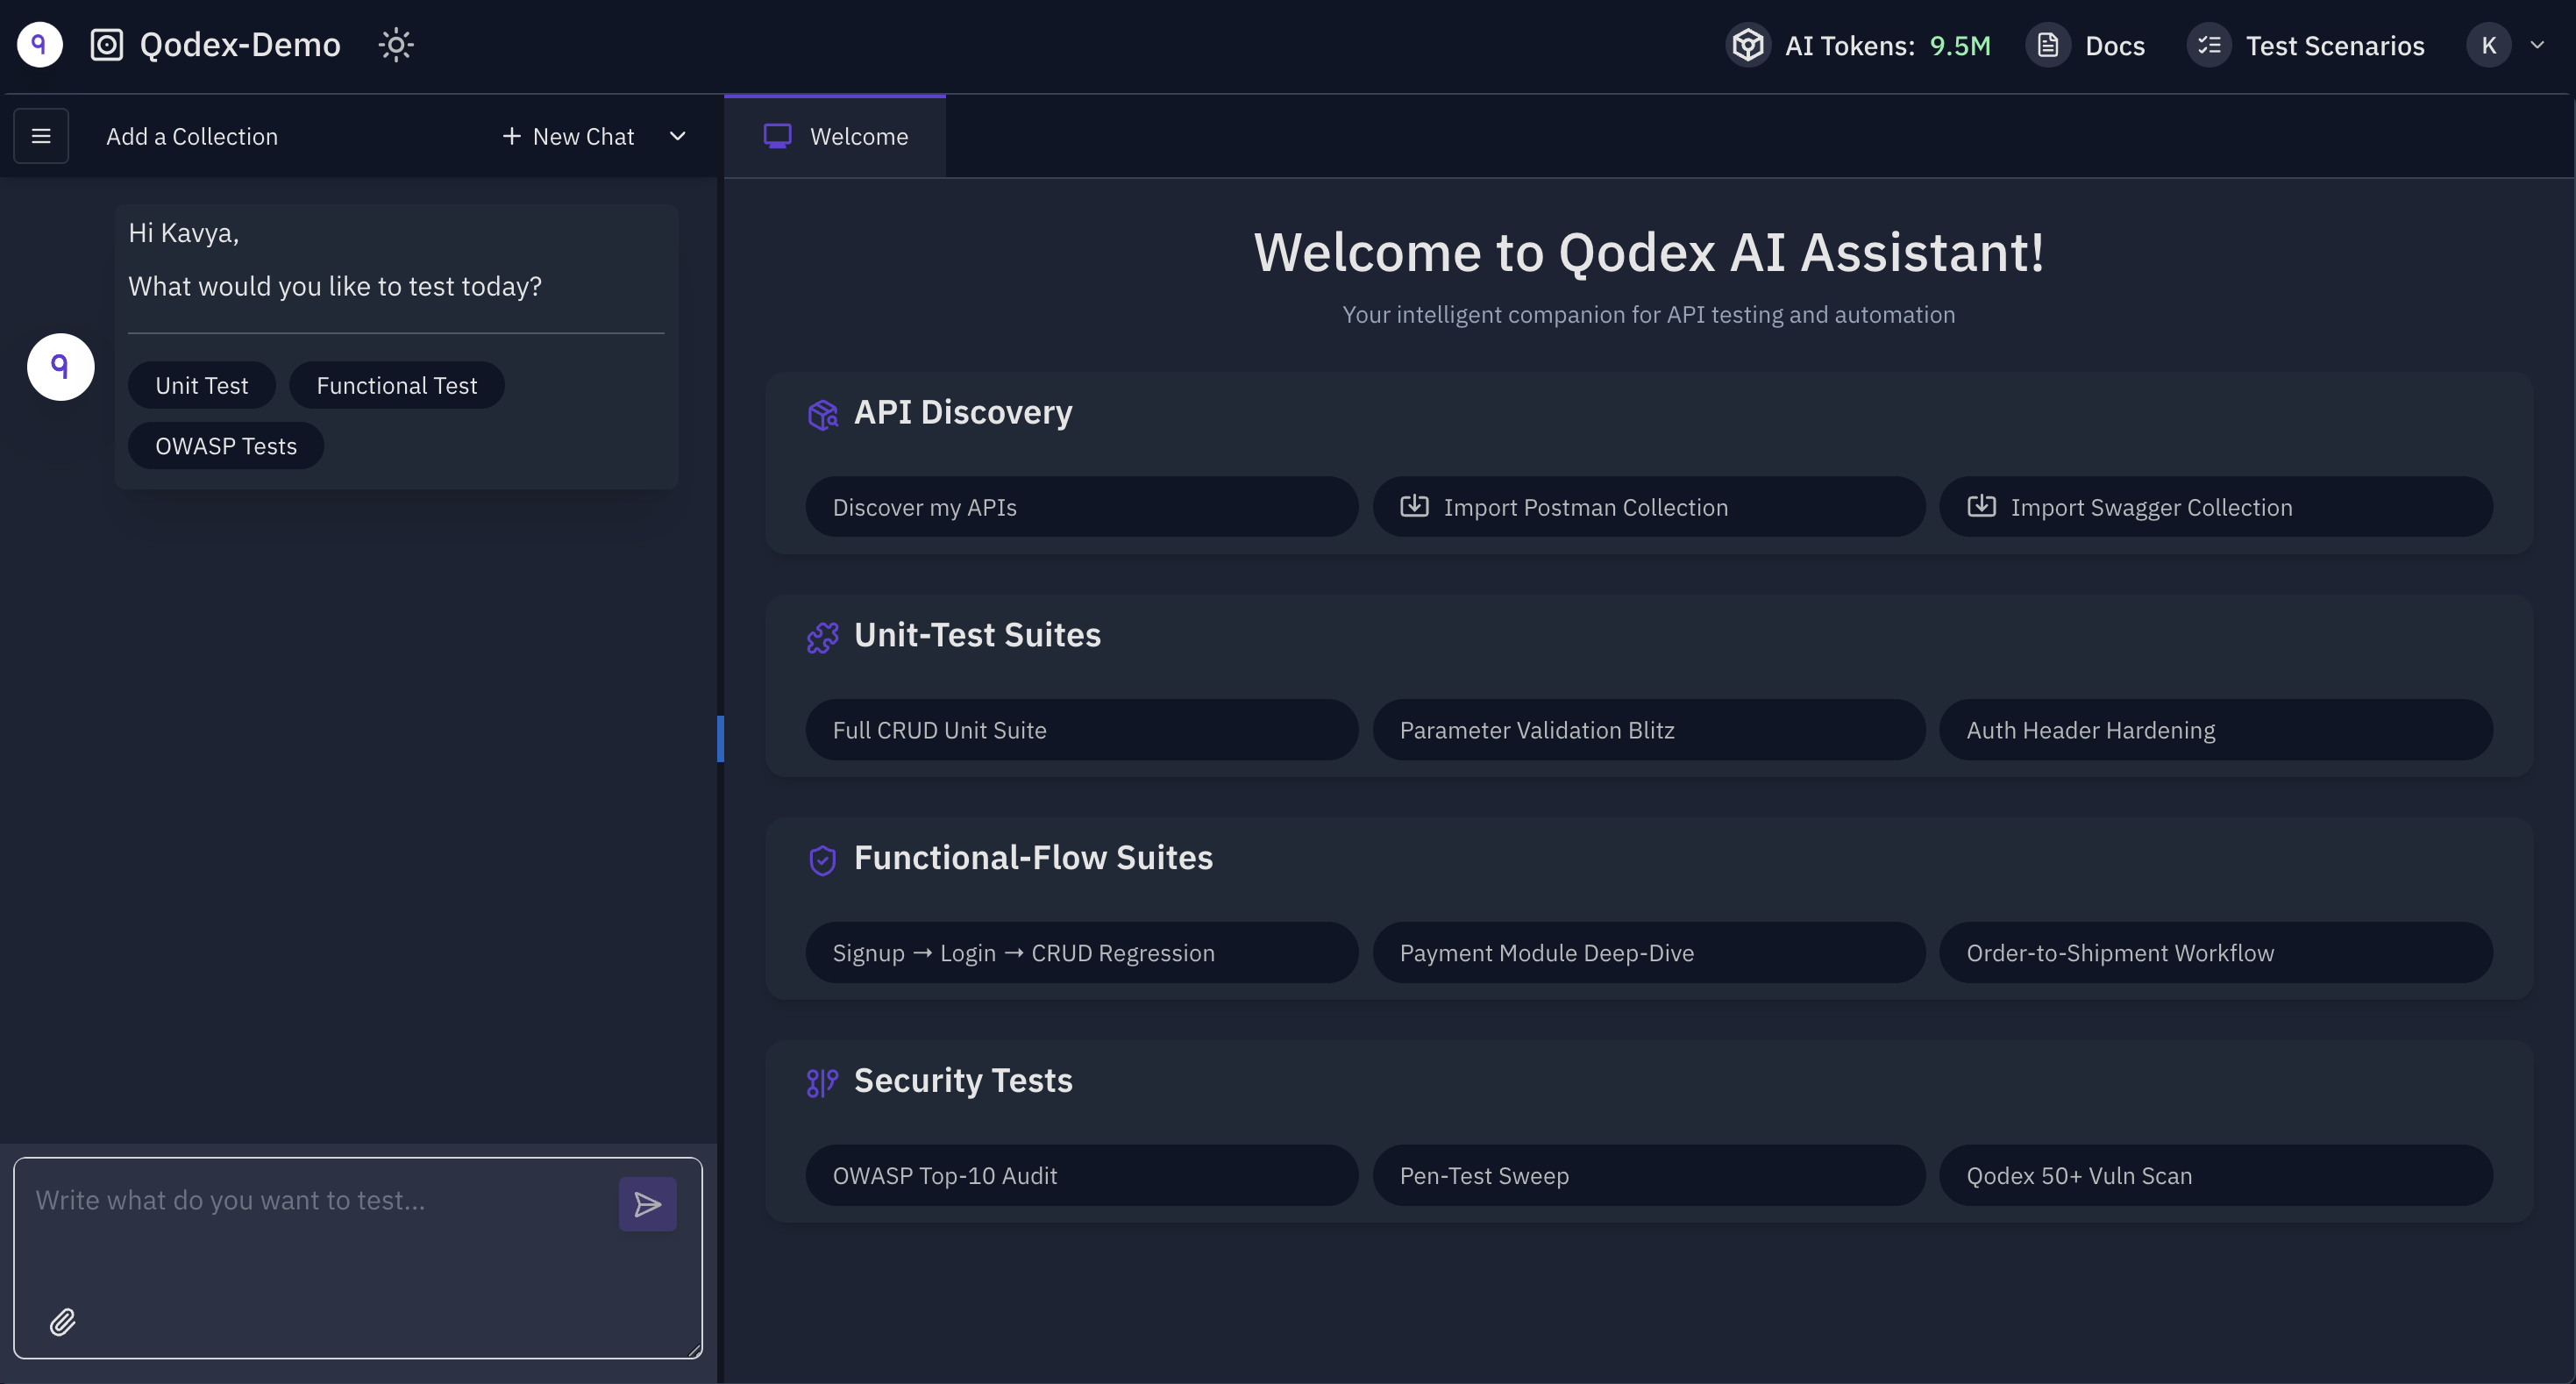 Qodex-Demo
AI Tokens: 9.5M
Docs
Test Scenarios
K
Add a Collection
+ New Chat
Welcome
Hi Kavya,
What would you like to test today?
Unit Test
Functional Test
OWASP Tests
Write what do you want to test...
Welcome to Qodex AI Assistant!
Your intelligent companion for API testing and automation
API Discovery
Discover my APIs
Import Postman Collection
Import Swagger Collection
Unit-Test Suites
Full CRUD Unit Suite
Parameter Validation Blitz
Auth Header Hardening
Functional-Flow Suites
Signup → Login → CRUD Regression
Payment Module Deep-Dive
Order-to-Shipment Workflow
Security Tests
OWASP Top-10 Audit
Pen-Test Sweep
Qodex 50+ Vuln Scan